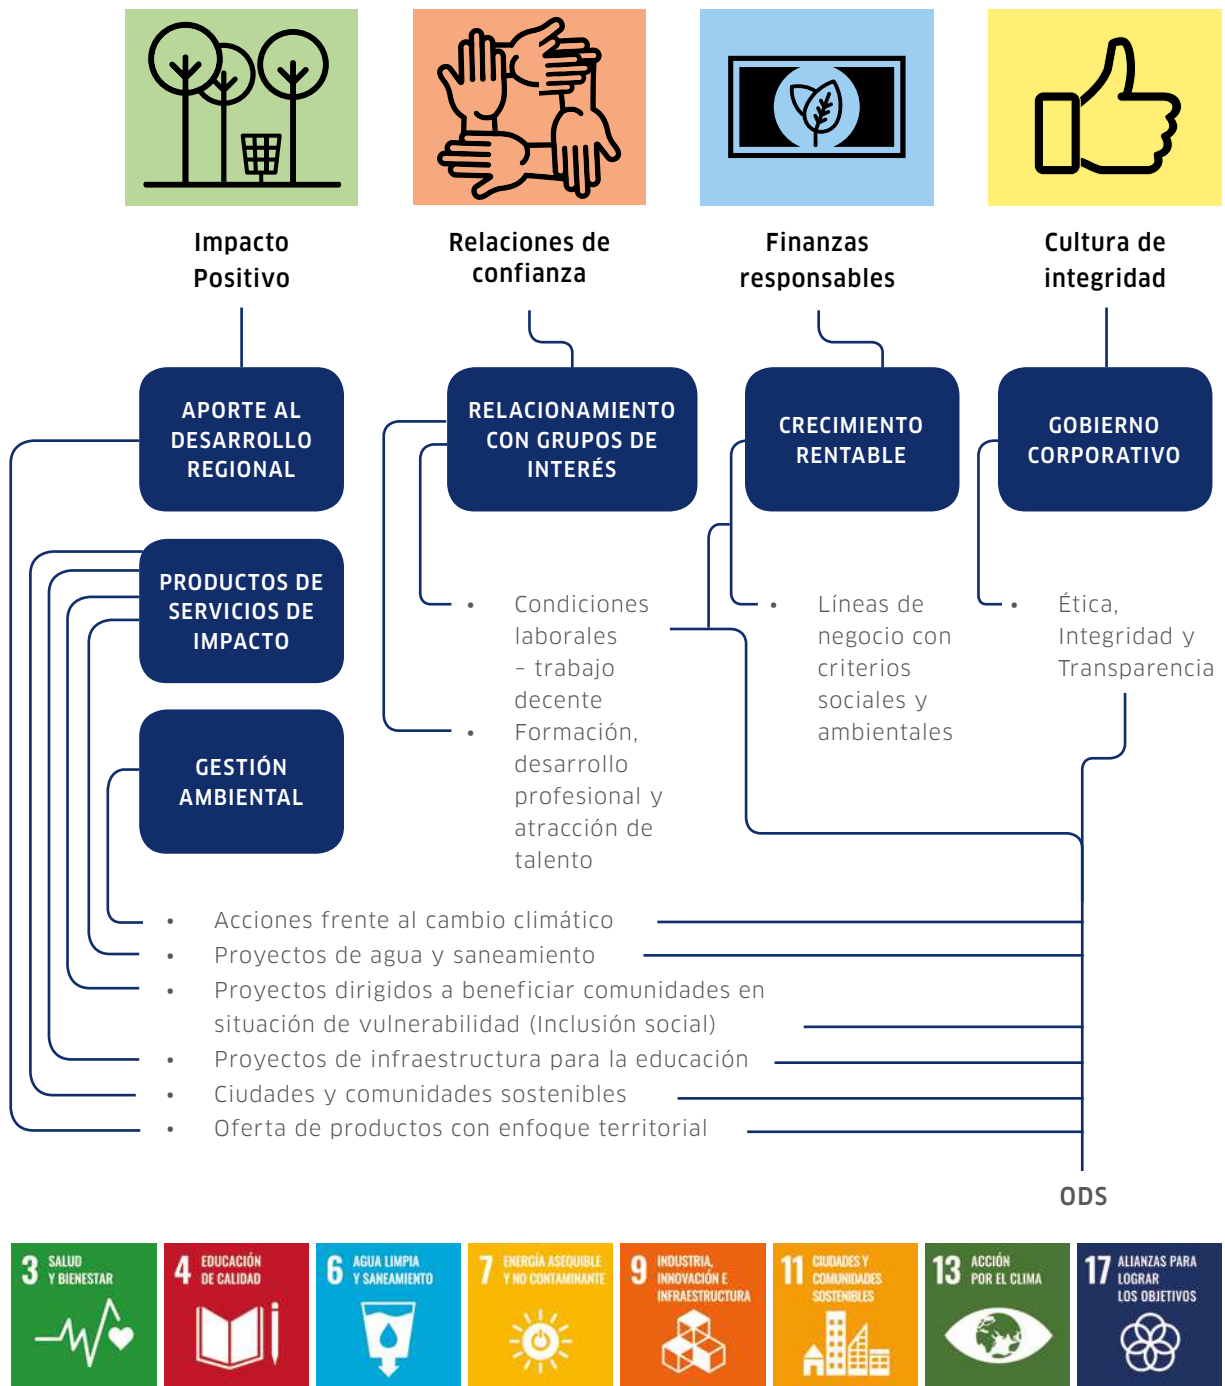 Impacto
Positivo
Relaciones de
confianza
Finanzas
responsables
Cultura de
integridad
APORTE AL
DESARROLLO
REGIONAL
RELACIONAMIENTO
CON GRUPOS DE
INTERÉS
CRECIMIENTO
RENTABLE
GOBIERNO
CORPORATIVO
PRODUCTOS DE
SERVICIOS DE
IMPACTO
GESTIÓN
AMBIENTAL
• Condiciones
laborales
– trabajo
decente
• Formación,
desarrollo
profesional y
atracción de
talento
• Líneas de
negocio con
criterios
sociales y
ambientales
• Ética,
Integridad y
Transparencia
• Acciones frente al cambio climático
• Proyectos de agua y saneamiento
• Proyectos dirigidos a beneficiar comunidades en
situación de vulnerabilidad (Inclusión social)
• Proyectos de infraestructura para la educación
• Ciudades y comunidades sostenibles
• Oferta de productos con enfoque territorial
ODS
3 SALUD
Y BIENESTAR
4 EDUCACIÓN
DE CALIDAD
6 AGUA LIMPIA
Y SANEAMIENTO
7 ENERGÍA ASEQUIBLE
Y NO CONTAMINANTE
9 INDUSTRIA,
INNOVACIÓN E
INFRAESTRUCTURA
11 CIUDADES Y
COMUNIDADES
SOSTENIBLES
13 ACCIÓN
POR EL CLIMA
17 ALIANZAS PARA
LOGRAR
LOS OBJETIVOS